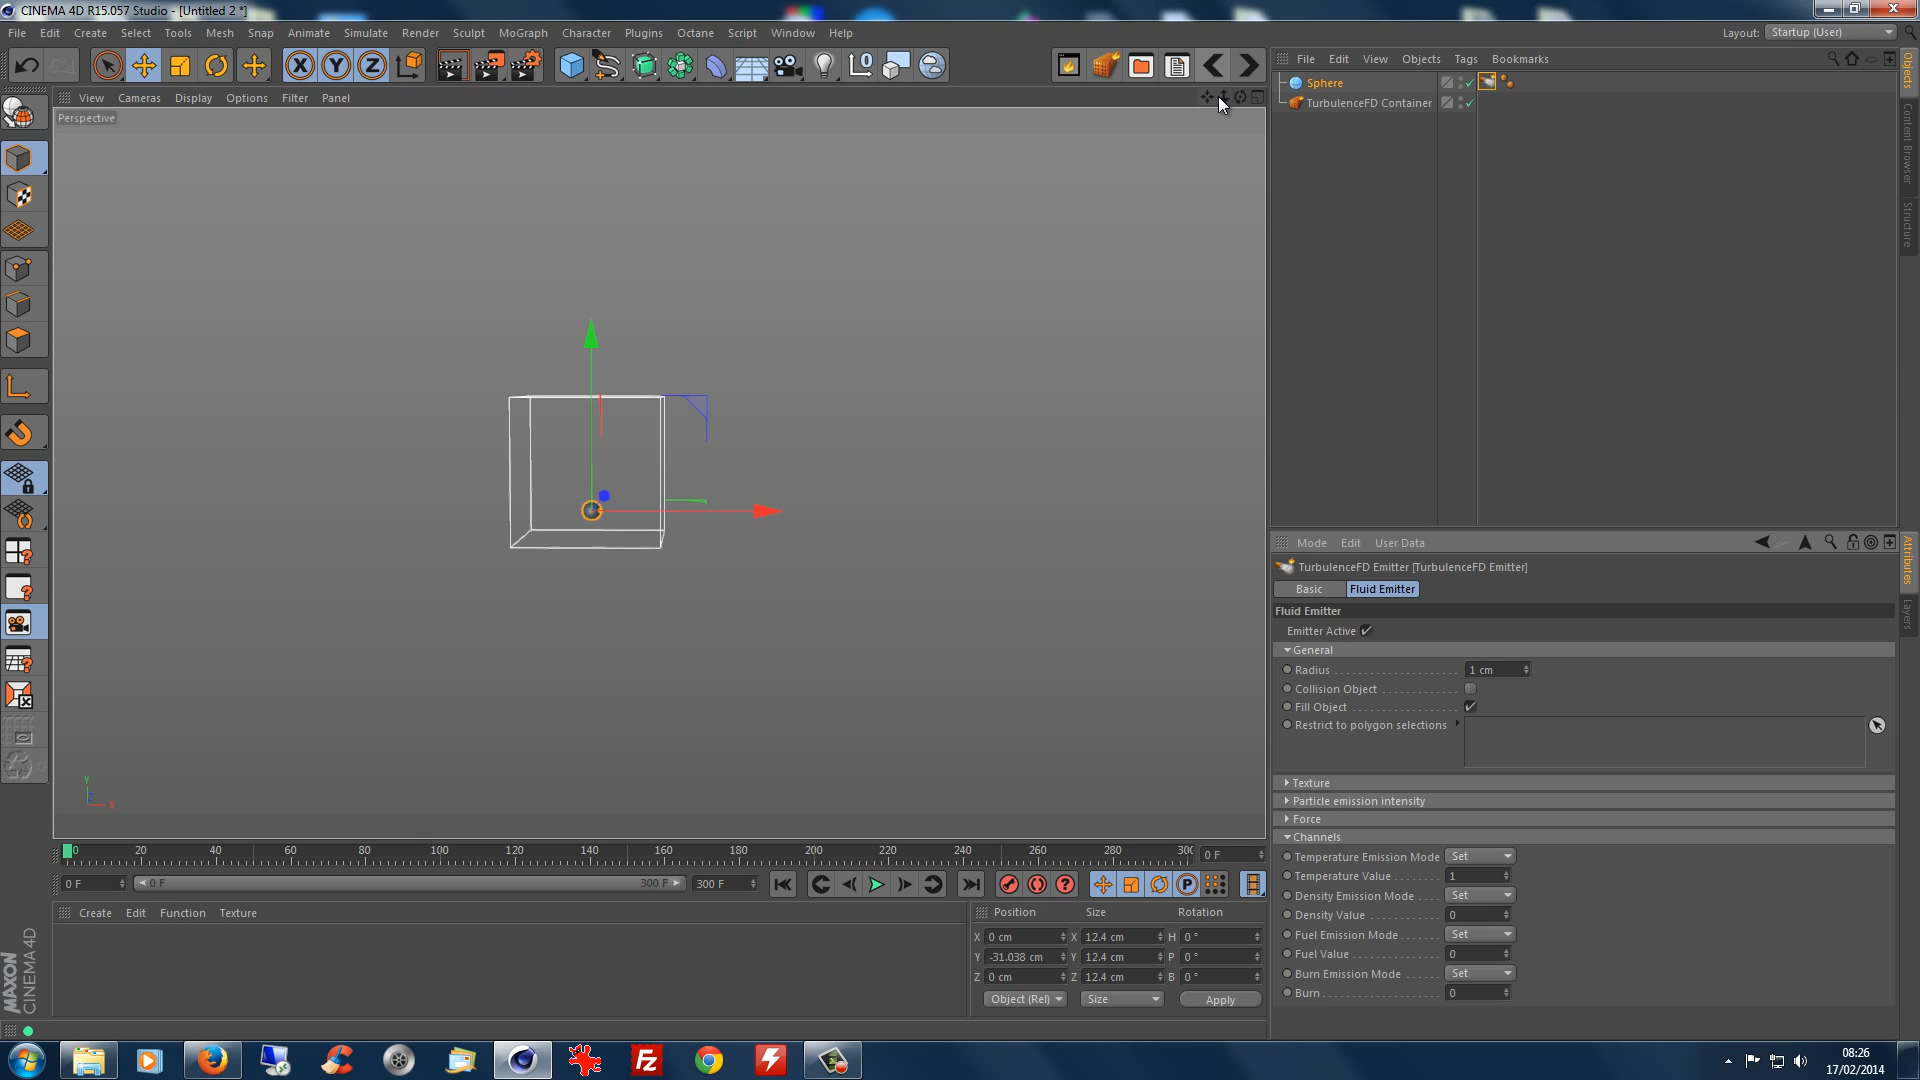 CINEMA 4D R15.057 Studio - [Untitled 2 *]
File Edit Create Select Tools Mesh Snap Animate Simulate Render Sculpt MoGraph Character Plugins Octane Script Window Help
Layout: Startup (User)
X Y Z
File Edit View Objects Tags Bookmarks
Sphere
TurbulenceFD Container
View Cameras Display Options Filter Panel
Perspective
Objects
Content Browser
Structure
Mode Edit User Data
TurbulenceFD Emitter [TurbulenceFD Emitter]
Basic Fluid Emitter
Fluid Emitter
Emitter Active
General
Radius 1 cm
Collision Object
Fill Object
Restrict to polygon selections
Texture
Particle emission intensity
Force
Channels
Temperature Emission Mode Set
Temperature Value 1
Density Emission Mode Set
Density Value 0
Fuel Emission Mode Set
Fuel Value 0
Burn Emission Mode Set
Burn 0
Attributes
Layers
Y
X
0 20 40 60 80 100 120 140 160 180 200 220 240 260 280 300 0 F
0 F 0 F 300 F 300 F
P
Create Edit Function Texture
Position Size Rotation
X 0 cm X 12.4 cm H 0 °
Y -31.038 cm Y 12.4 cm P 0 °
Z 0 cm Z 12.4 cm B 0 °
Object (Rel) Size Apply
MAXON
CINEMA 4D
Fz
08:26
17/02/2014